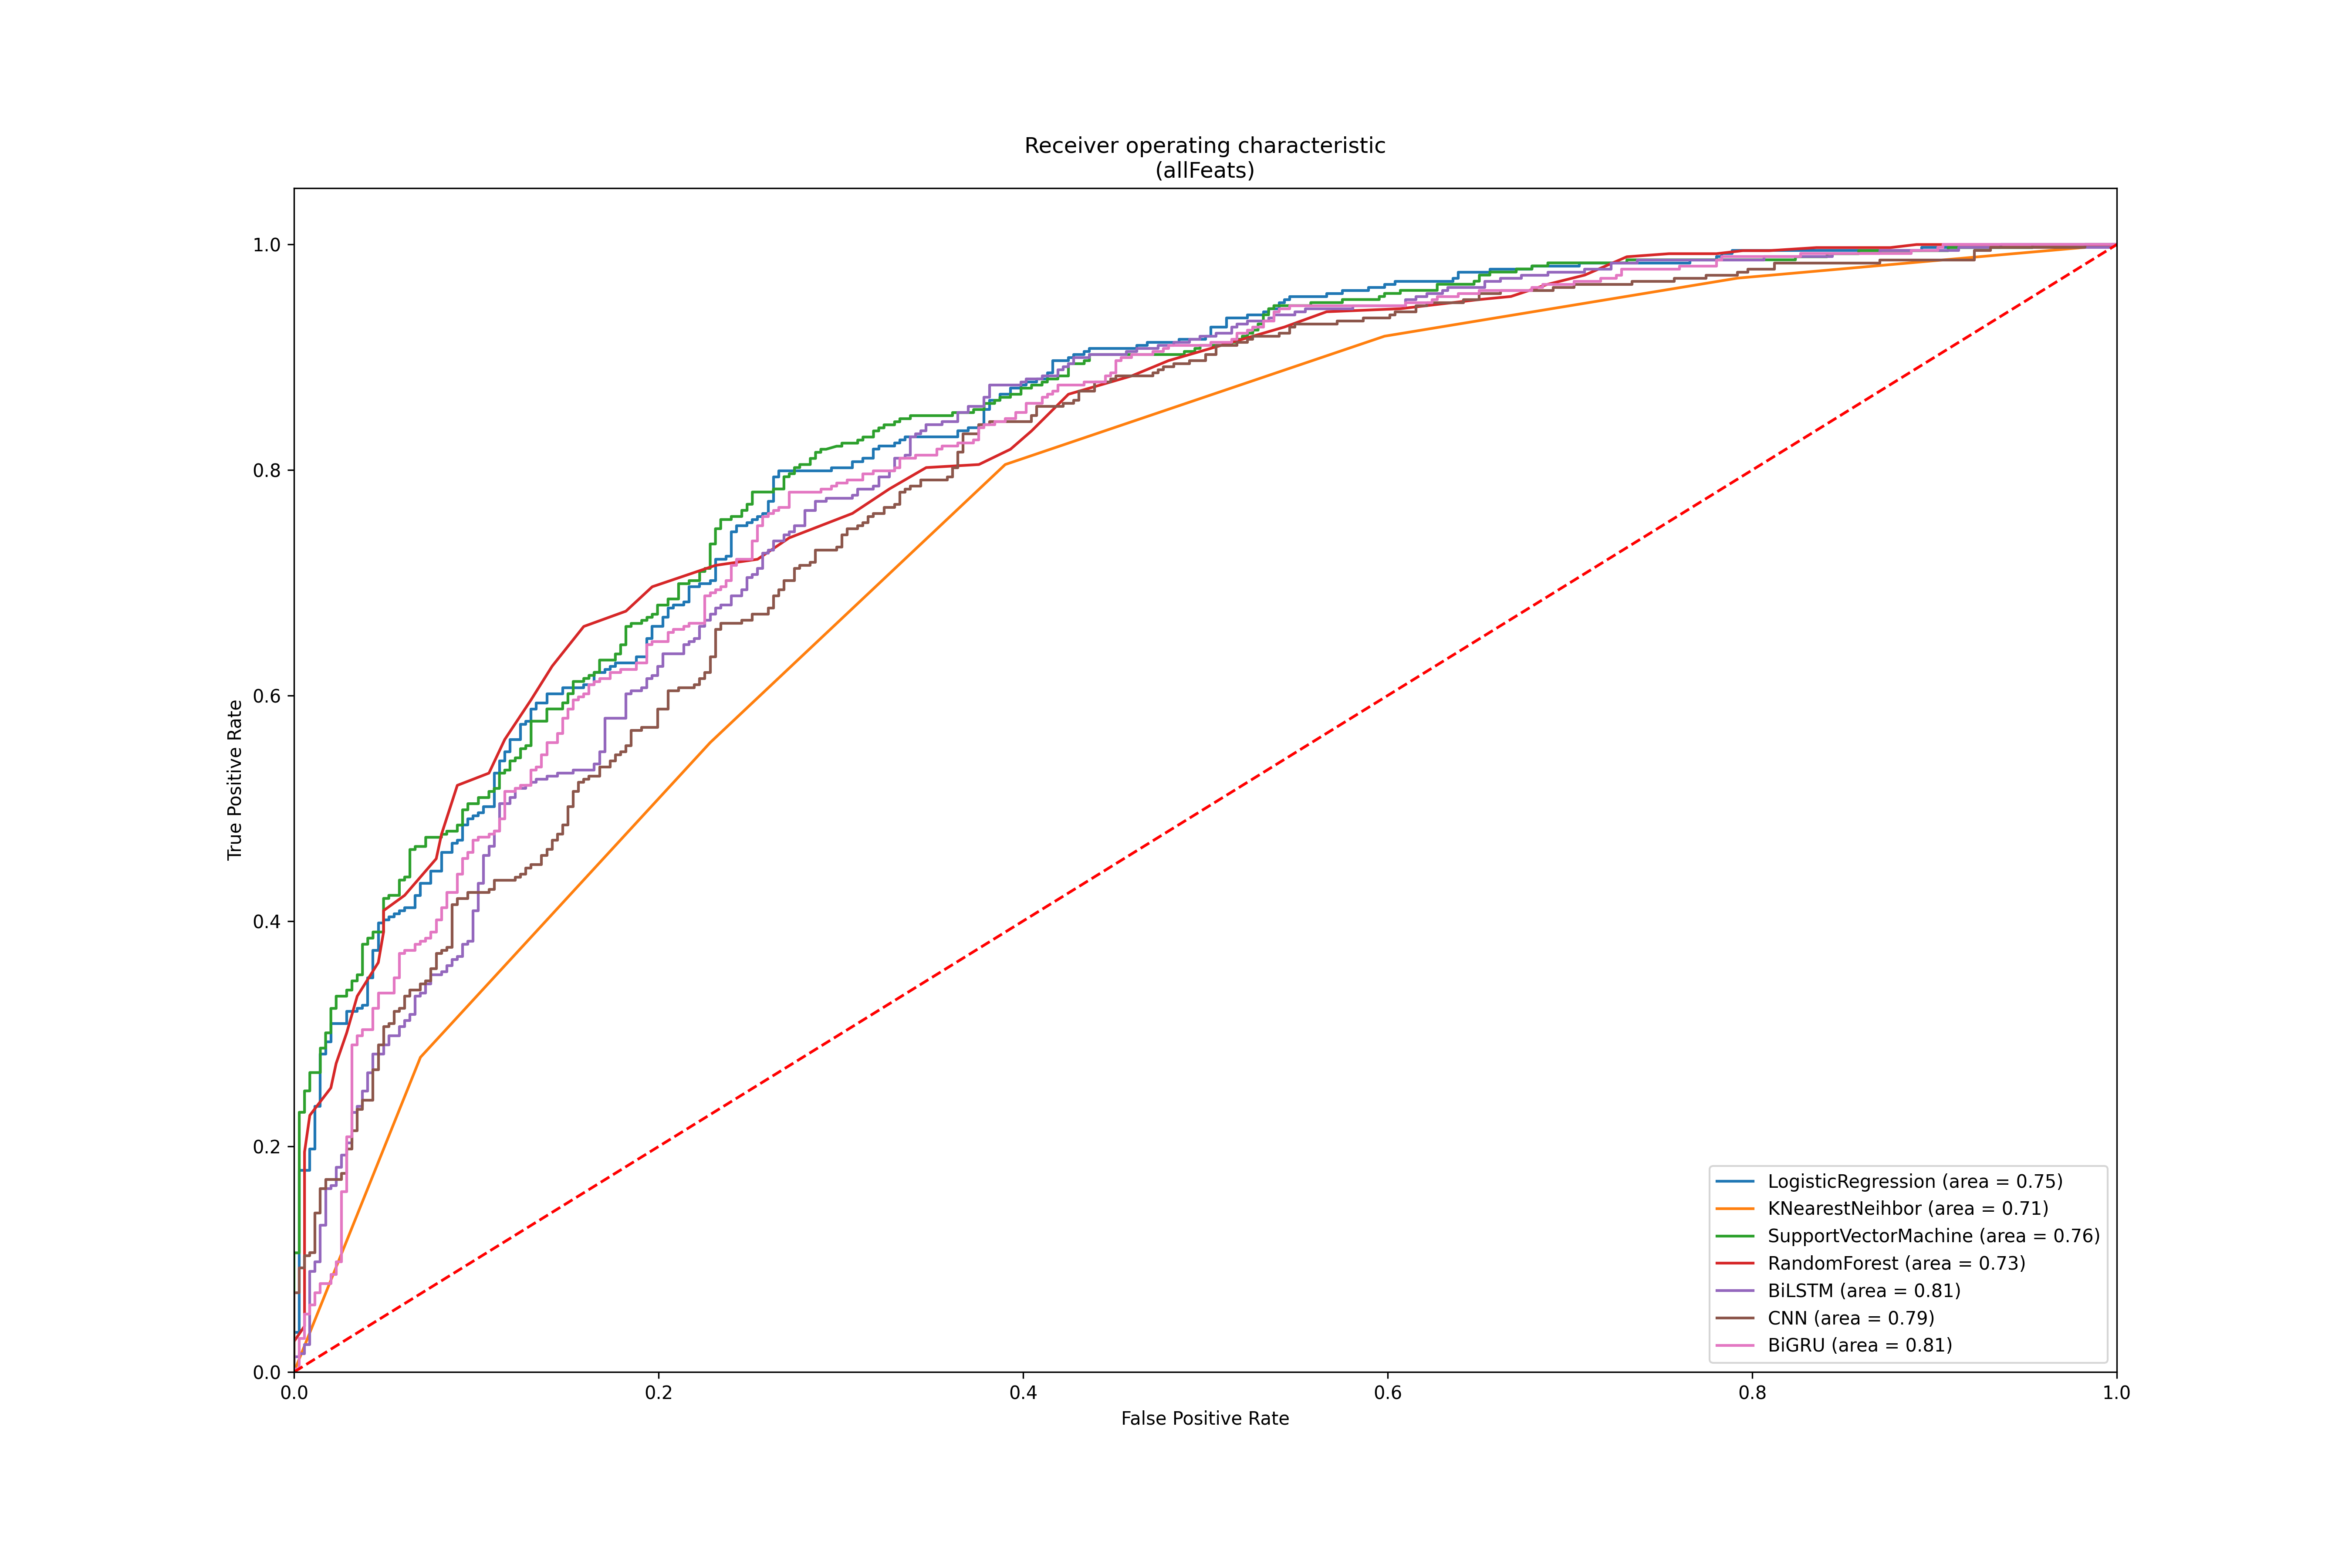 Receiver operating characteristic
(allFeats)
True Positive Rate
1.0
0.8
0.6
0.4
0.2
0.0
0.0 0.2 0.4 0.6 0.8 1.0
False Positive Rate
LogisticRegression (area = 0.75)
KNearestNeihbor (area = 0.71)
SupportVectorMachine (area = 0.76)
RandomForest (area = 0.73)
BiLSTM (area = 0.81)
CNN (area = 0.79)
BiGRU (area = 0.81)